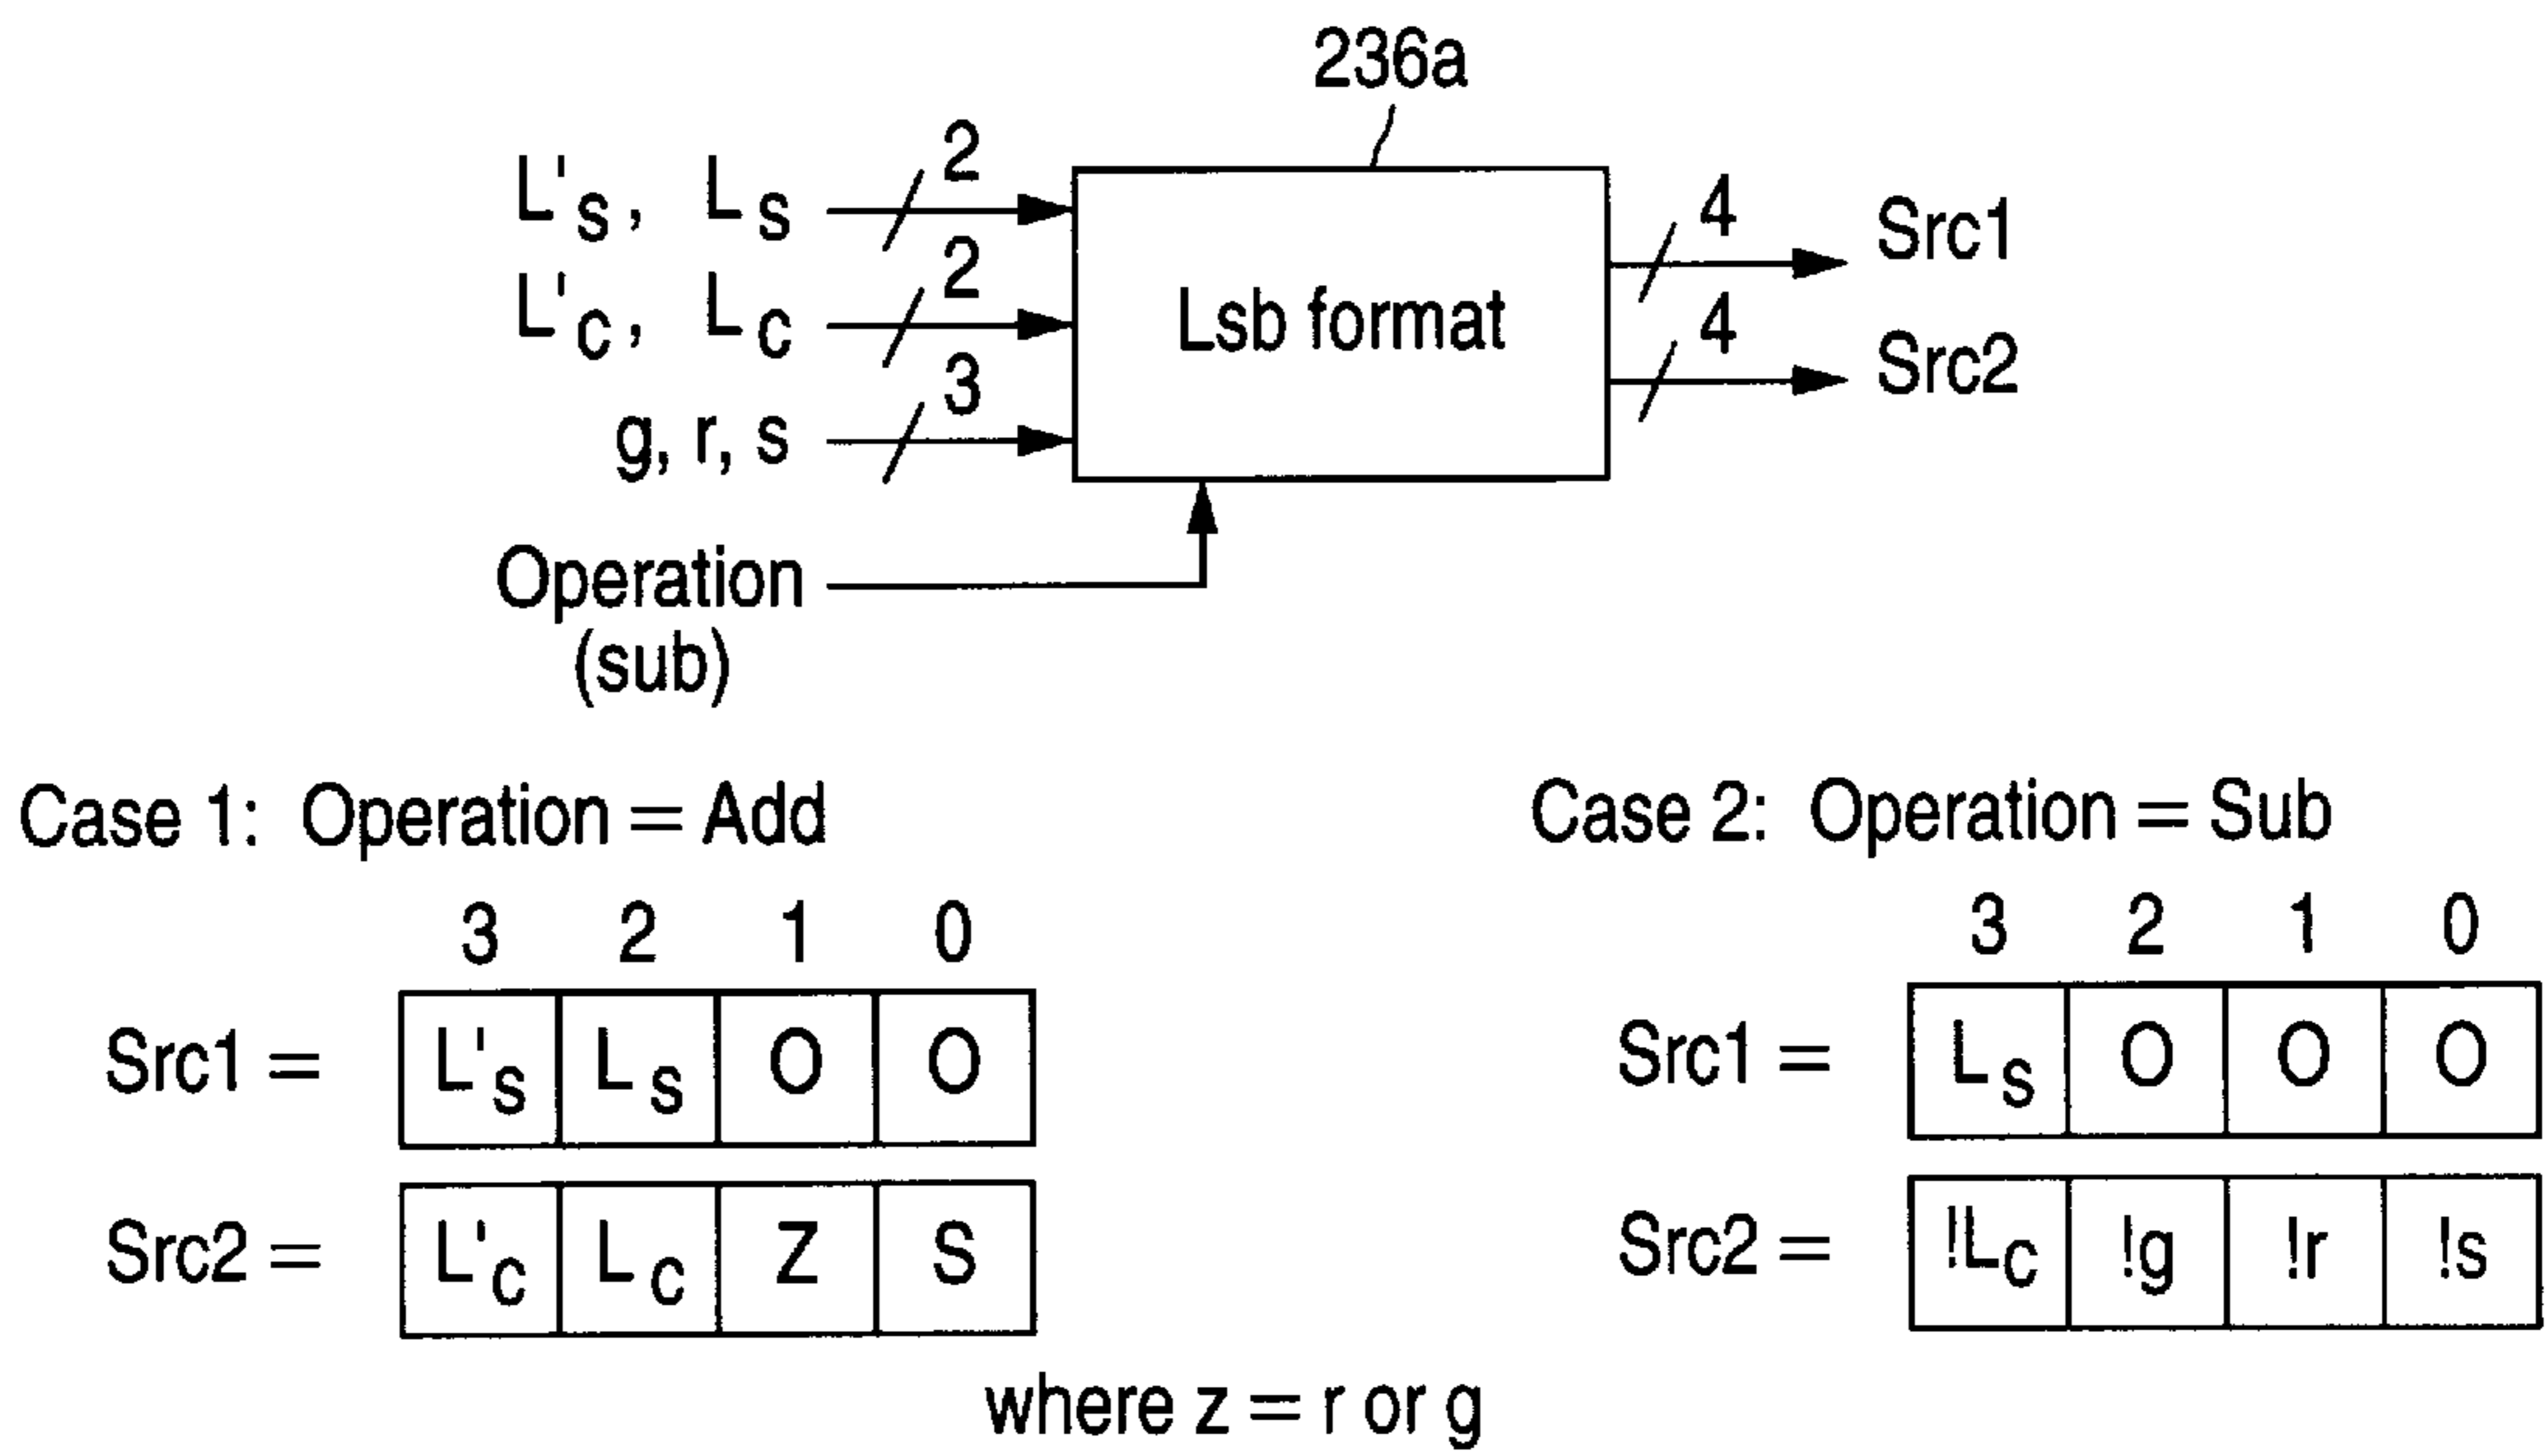 236a
L's, Ls 2
L'c, Lc 2
g, r, s 3
Lsb format
4 Src1
4 Src2
Operation
(sub)
Case 1: Operation = Add
3 2 1 0
Src1 = L's Ls O O
Src2 = L'c Lc Z S
Case 2: Operation = Sub
3 2 1 0
Src1 = Ls O O O
Src2 = !Lc !g !r !s
where z = r or g